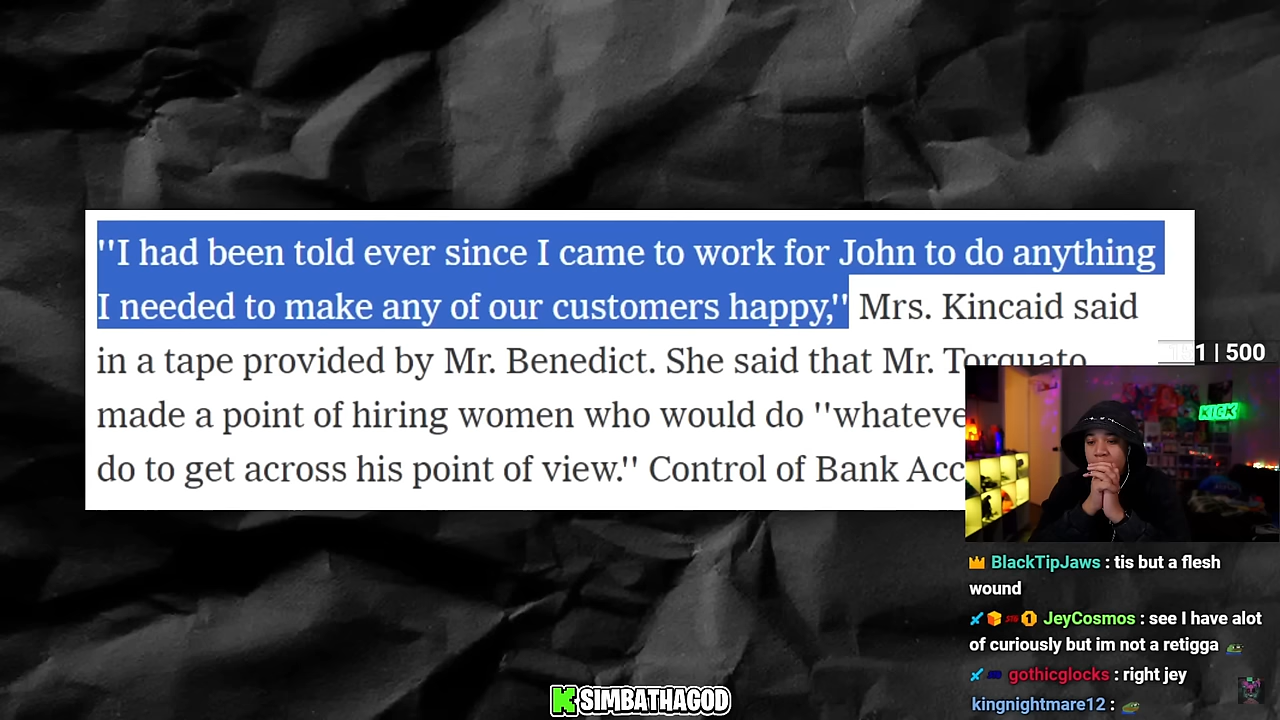 ''I had been told ever since I came to work for John to do anything
I needed to make any of our customers happy,'' Mrs. Kincaid said
in a tape provided by Mr. Benedict. She said that Mr. Torquato
made a point of hiring women who would do ''whateve
do to get across his point of view.'' Control of Bank Acc
1 | 500
KICK
BlackTipJaws : tis but a flesh
wound
JeyCosmos : see I have alot
of curiously but im not a retigga
gothicglocks : right jey
kingnightmare12 :
K SIMBATHAGOD